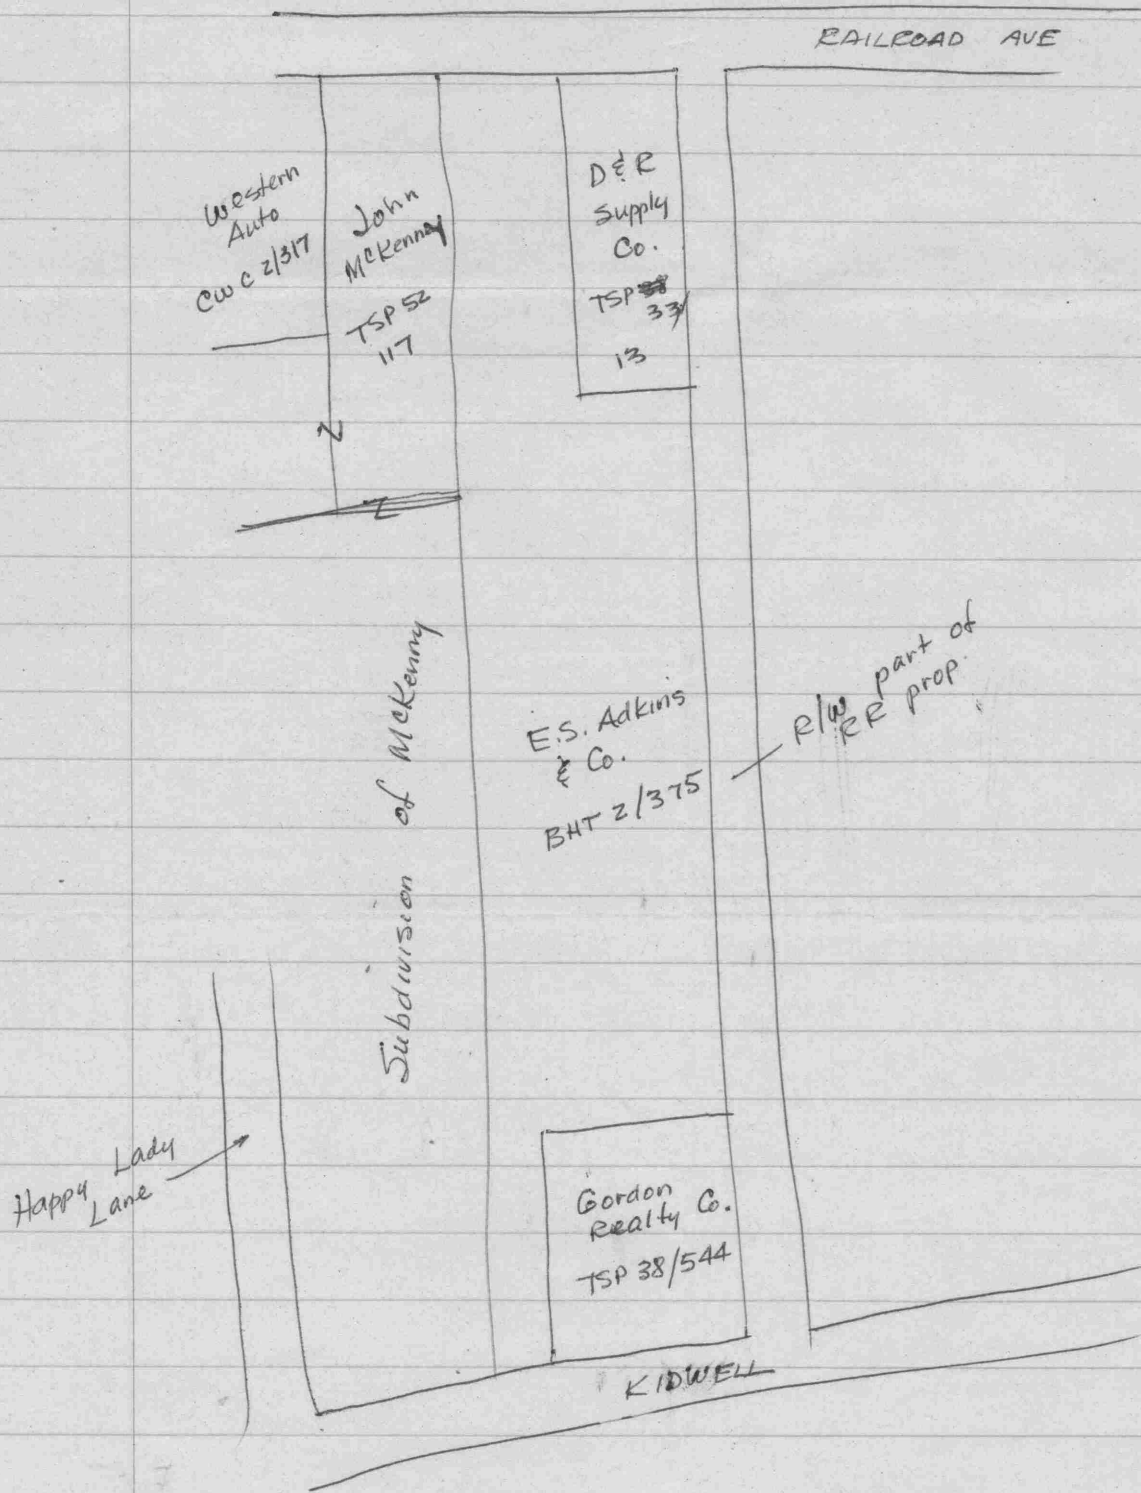 RAILROAD AVE
Western
Auto
CWC 2/317
John
McKenny
TSP 52
117
D & R
Supply
Co.
TSP 33/
13
Subdivision of McKenny
E.S. Adkins
& Co.
BHT 2/375
R/W part of
RR prop.
Happy Lady
Lane
Gordon
Realty Co.
TSP 38/544
KIDWELL